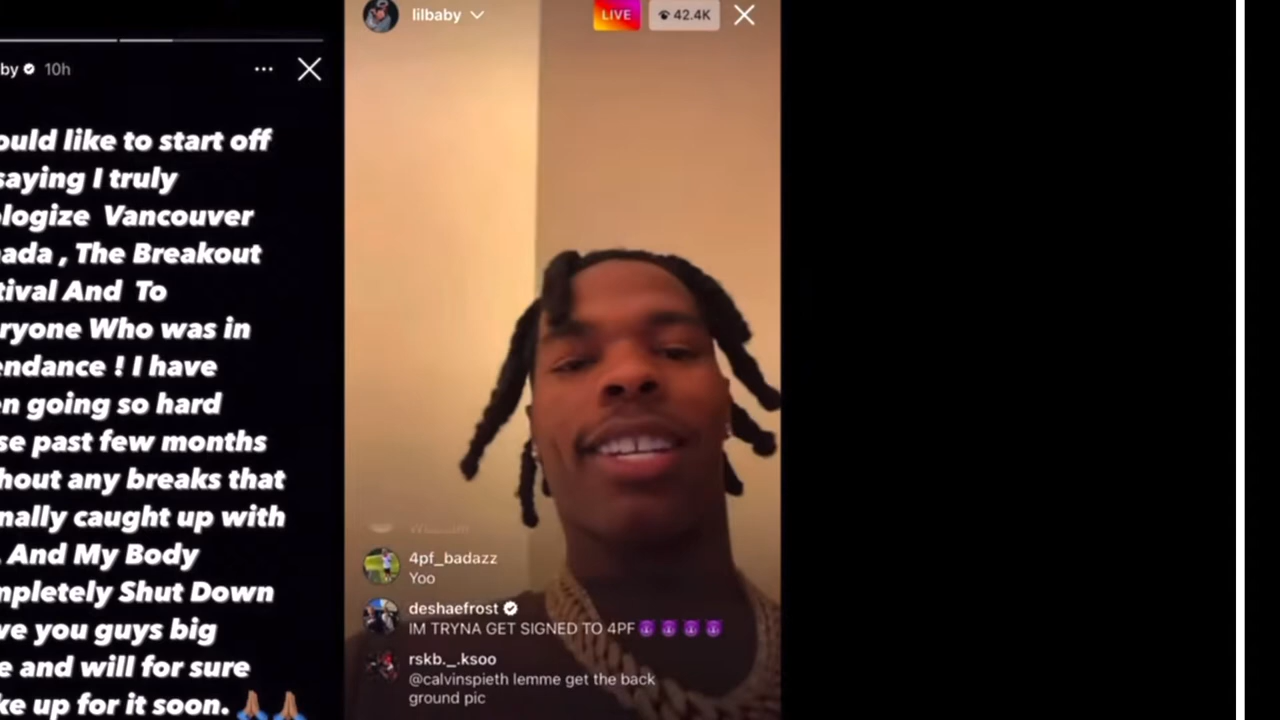 by 10h
ould like to start off
saying I truly
logize Vancouver
nada , The Breakout
tival And To
ryone Who was in
endance ! I have
n going so hard
se past few months
hout any breaks that
nally caught up with
. And My Body
mpletely Shut Down
ve you guys big
e and will for sure
ke up for it soon. 🙏🏽🙏🏽
lilbaby LIVE 42.4K
4pf_badazz
Yoo
deshaefrost
IM TRYNA GET SIGNED TO 4PF😈😈😈😈
rskb._.ksoo
@calvinspieth lemme get the back
ground pic